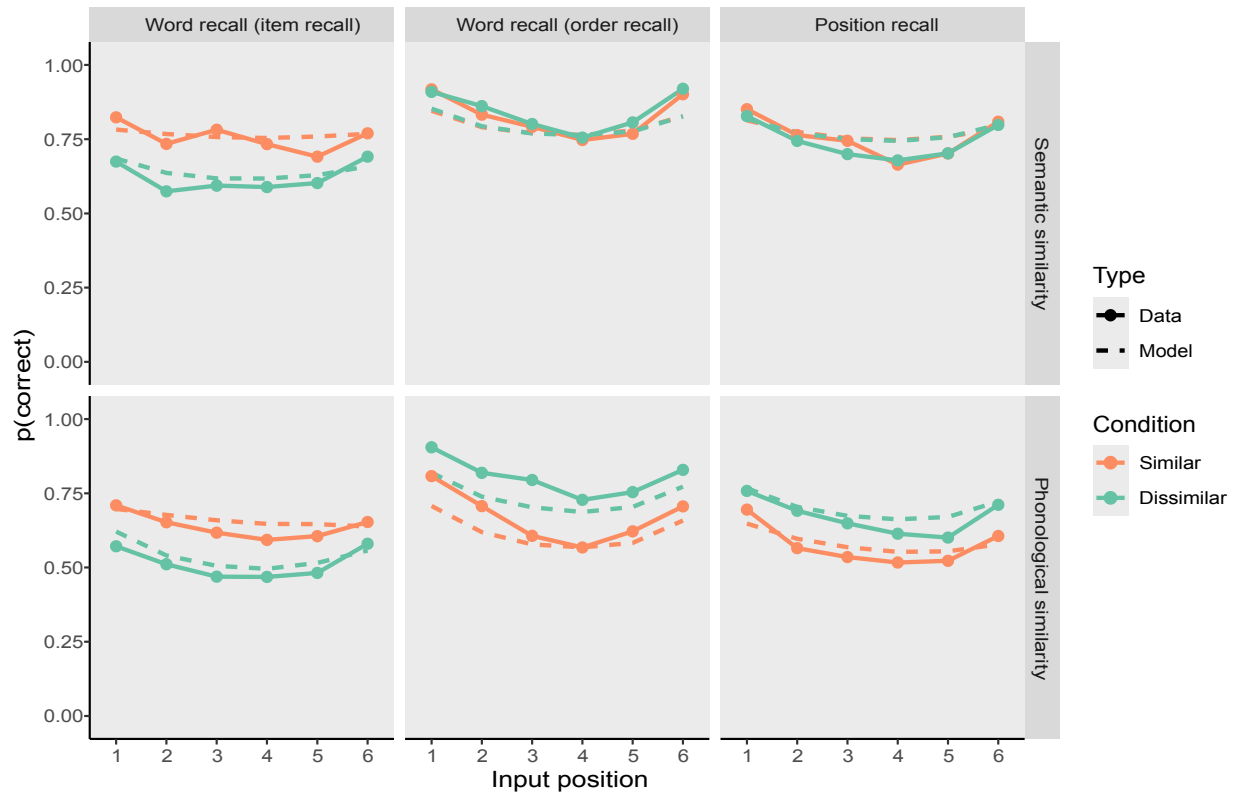 Word recall (item recall)
Word recall (order recall)
Position recall
1.00
0.75
0.50
0.25
0.00
Semantic similarity
1.00
0.75
0.50
0.25
0.00
Phonological similarity
p(correct)
1 2 3 4 5 6
1 2 3 4 5 6
1 2 3 4 5 6
Input position
Type
Data
Model
Condition
Similar
Dissimilar